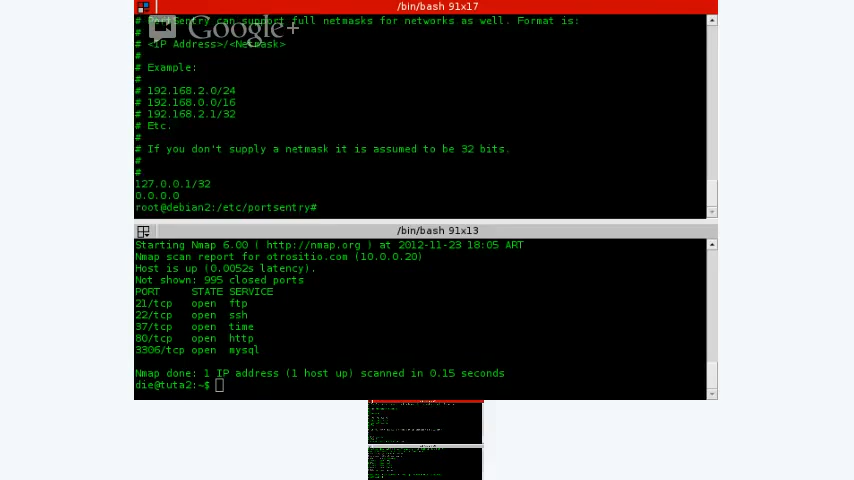 /bin/bash 91x17
# PortSentry can support full netmasks for networks as well. Format is:
#
Google+
# <IP Address>/<Netmask>
#
# Example:
#
# 192.168.2.0/24
# 192.168.0.0/16
# 192.168.2.1/32
# Etc.
#
# If you don't supply a netmask it is assumed to be 32 bits.
#
#
127.0.0.1/32
0.0.0.0
root@debian2:/etc/portsentry#
/bin/bash 91x13
Starting Nmap 6.00 ( http://nmap.org ) at 2012-11-23 18:05 ART
Nmap scan report for otrositio.com (10.0.0.20)
Host is up (0.0052s latency).
Not shown: 995 closed ports
PORT STATE SERVICE
21/tcp open ftp
22/tcp open ssh
37/tcp open time
80/tcp open http
3306/tcp open mysql
Nmap done: 1 IP address (1 host up) scanned in 0.15 seconds
die@tuta2:~$